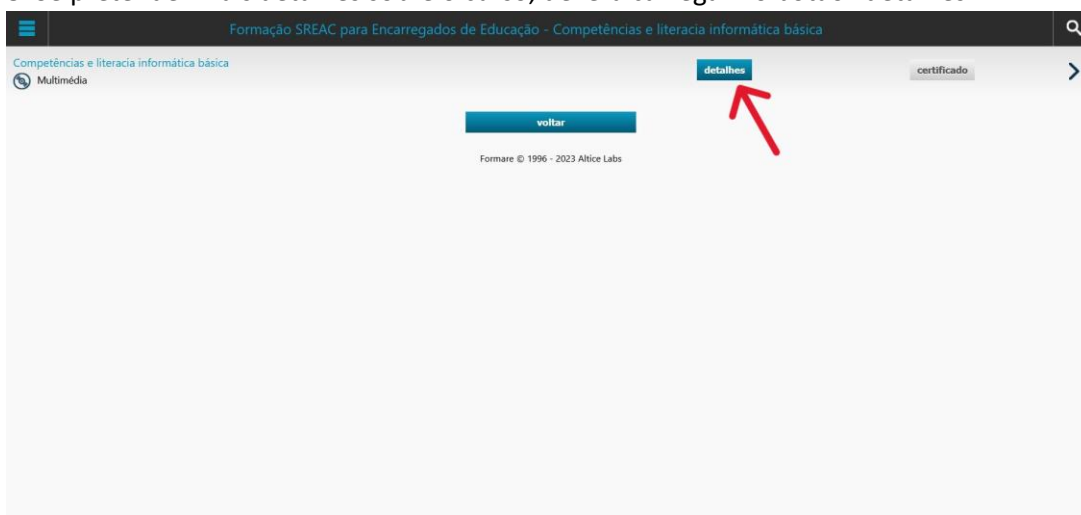 Formação SREAC para Encarregados de Educação - Competências e literacia informática básica
Competências e literacia informática básica
detalhes
certificado
Multimédia
voltar
Formare © 1996 - 2023 Altice Labs